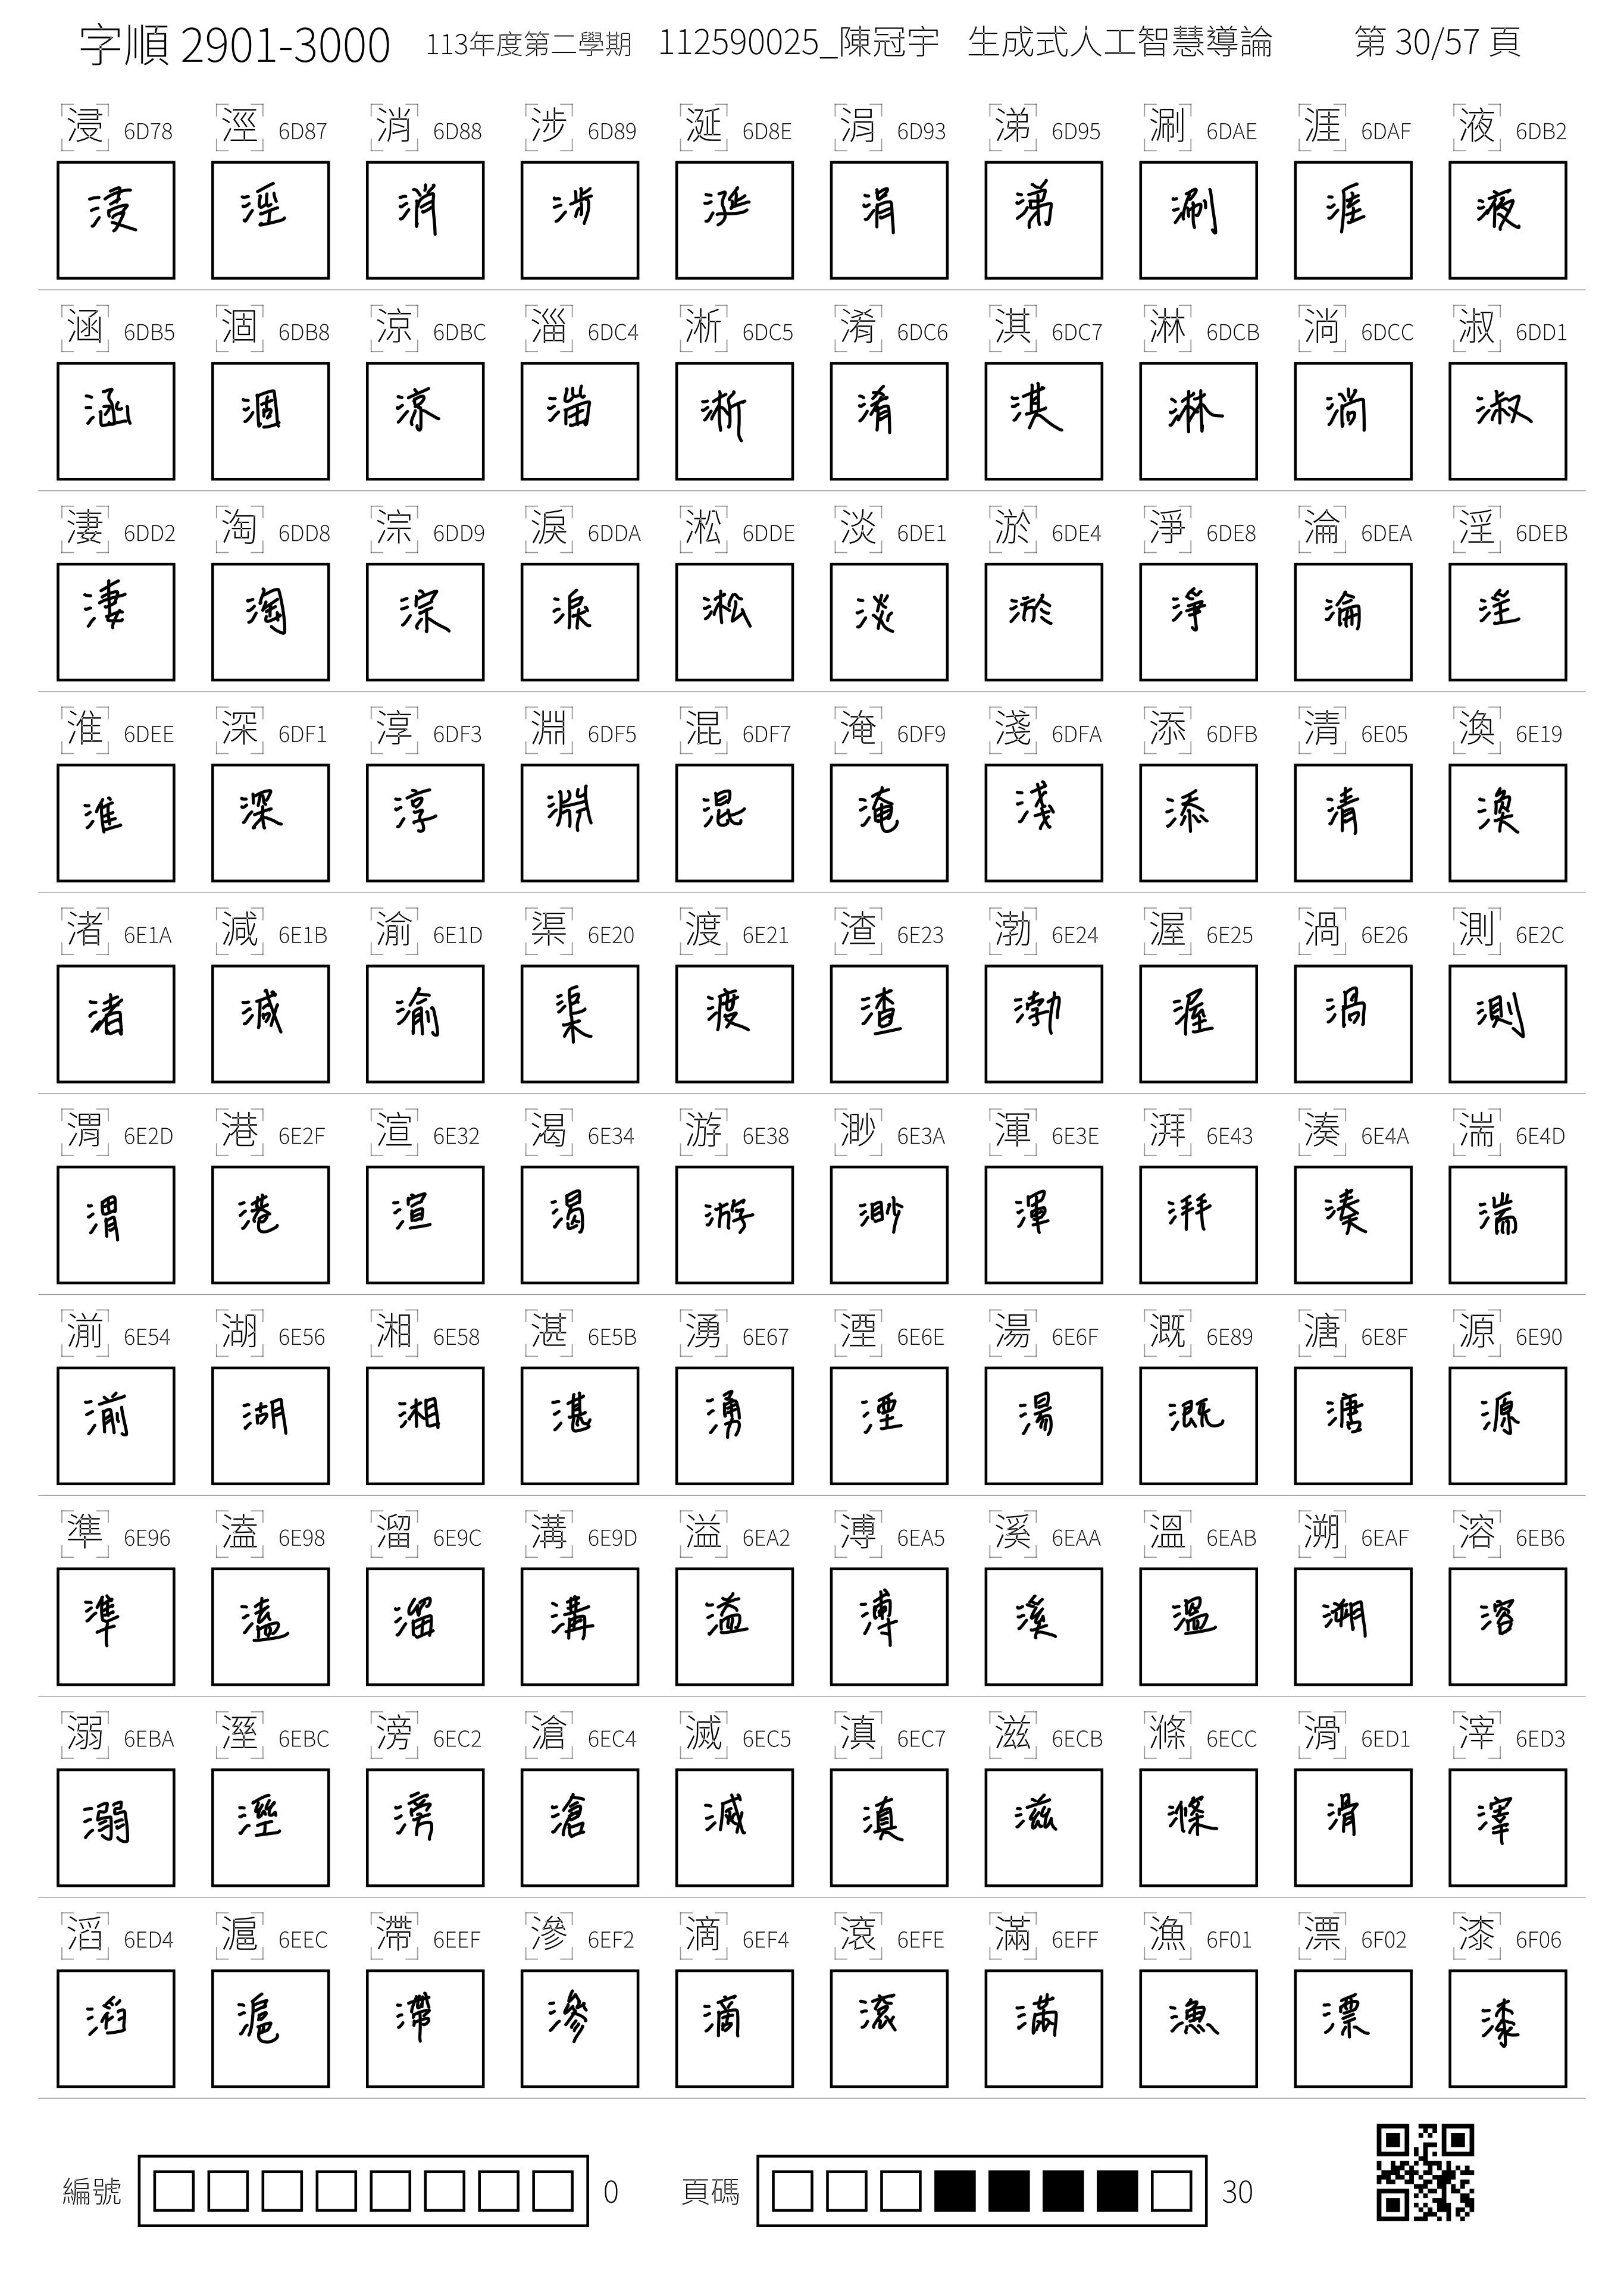 字順 2901-3000 113年度第二學期 112590025_陳冠宇 生成式人工智慧導論 第 30/57 頁
浸 6D78 涇 6D87 消 6D88 涉 6D89 涎 6D8E 涓 6D93 涕 6D95 涮 6DAE 涯 6DAF 液 6DB2
浸 涇 消 涉 涎 涓 涕 涮 涯 液
涵 6DB5 涸 6DB8 涼 6DBC 淄 6DC4 淅 6DC5 淆 6DC6 淇 6DC7 淋 6DCB 淌 6DCC 淑 6DD1
涵 涸 涼 淄 淅 淆 淇 淋 淌 淑
淒 6DD2 淘 6DD8 淙 6DD9 淚 6DDA 淞 6DDE 淡 6DE1 淤 6DE4 淨 6DE8 淪 6DEA 淫 6DEB
淒 淘 淙 淚 淞 淡 淤 淨 淪 淫
淮 6DEE 深 6DF1 淳 6DF3 淵 6DF5 混 6DF7 淹 6DF9 淺 6DFA 添 6DFB 清 6E05 渙 6E19
淮 深 淳 淵 混 淹 淺 添 清 渙
渚 6E1A 減 6E1B 渝 6E1D 渠 6E20 渡 6E21 渣 6E23 渤 6E24 渥 6E25 渦 6E26 測 6E2C
渚 減 渝 渠 渡 渣 渤 渥 渦 測
渭 6E2D 港 6E2F 渲 6E32 渴 6E34 游 6E38 渺 6E3A 渾 6E3E 湃 6E43 湊 6E4A 湍 6E4D
渭 港 渲 渴 游 渺 渾 湃 湊 湍
湔 6E54 湖 6E56 湘 6E58 湛 6E5B 湧 6E67 湮 6E6E 湯 6E6F 溉 6E89 溏 6E8F 源 6E90
湔 湖 湘 湛 湧 湮 湯 溉 溏 源
準 6E96 溘 6E98 溜 6E9C 溝 6E9D 溢 6EA2 溥 6EA5 溪 6EAA 溫 6EAB 溯 6EAF 溶 6EB6
準 溘 溜 溝 溢 溥 溪 溫 溯 溶
溺 6EBA 溼 6EBC 滂 6EC2 滄 6EC4 滅 6EC5 滇 6EC7 滋 6ECB 滌 6ECC 滑 6ED1 滓 6ED3
溺 溼 滂 滄 滅 滇 滋 滌 滑 滓
滔 6ED4 滬 6EEC 滯 6EEF 滲 6EF2 滴 6EF4 滾 6EFE 滿 6EFF 漁 6F01 漂 6F02 漆 6F06
滔 滬 滯 滲 滴 滾 滿 漁 漂 漆
編號 0 頁碼 30